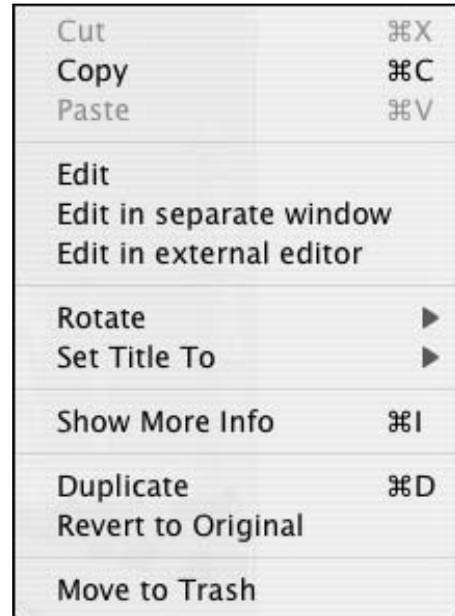 Cut ⌘X
Copy ⌘C
Paste ⌘V
Edit
Edit in separate window
Edit in external editor
Rotate
Set Title To
Show More Info ⌘I
Duplicate ⌘D
Revert to Original
Move to Trash